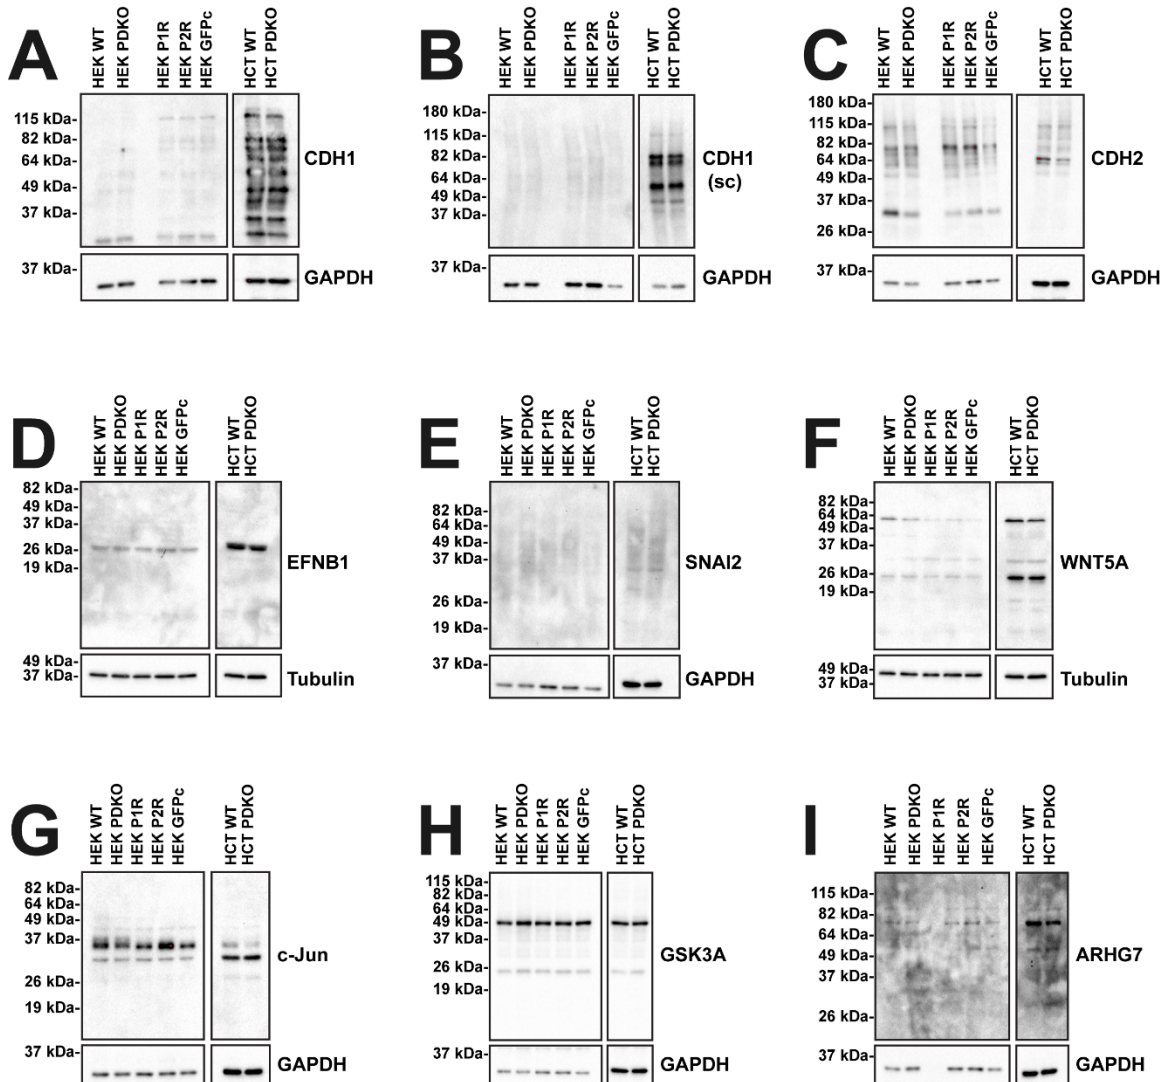 A
HEK WT
HEK PDKO
HEK P1R
HEK P2R
HEK GFPc
HCT WT
HCT PDKO
115 kDa-
82 kDa-
64 kDa-
49 kDa-
37 kDa-
CDH1
37 kDa-
GAPDH
B
HEK WT
HEK PDKO
HEK P1R
HEK P2R
HEK GFPc
HCT WT
HCT PDKO
180 kDa-
115 kDa-
82 kDa-
64 kDa-
49 kDa-
37 kDa-
CDH1
(sc)
37 kDa-
GAPDH
C
HEK WT
HEK PDKO
HEK P1R
HEK P2R
HEK GFPc
HCT WT
HCT PDKO
180 kDa-
115 kDa-
82 kDa-
64 kDa-
49 kDa-
37 kDa-
26 kDa-
CDH2
37 kDa-
GAPDH
D
HEK WT
HEK PDKO
HEK P1R
HEK P2R
HEK GFPc
HCT WT
HCT PDKO
82 kDa-
49 kDa-
37 kDa-
26 kDa-
19 kDa-
EFNB1
49 kDa-
37 kDa-
Tubulin
E
HEK WT
HEK PDKO
HEK P1R
HEK P2R
HEK GFPc
HCT WT
HCT PDKO
82 kDa-
64 kDa-
49 kDa-
37 kDa-
26 kDa-
19 kDa-
SNAI2
37 kDa-
GAPDH
F
HEK WT
HEK PDKO
HEK P1R
HEK P2R
HEK GFPc
HCT WT
HCT PDKO
82 kDa-
64 kDa-
49 kDa-
37 kDa-
26 kDa-
19 kDa-
WNT5A
49 kDa-
37 kDa-
Tubulin
G
HEK WT
HEK PDKO
HEK P1R
HEK P2R
HEK GFPc
HCT WT
HCT PDKO
82 kDa-
64 kDa-
49 kDa-
37 kDa-
26 kDa-
19 kDa-
c-Jun
37 kDa-
GAPDH
H
HEK WT
HEK PDKO
HEK P1R
HEK P2R
HEK GFPc
HCT WT
HCT PDKO
115 kDa-
82 kDa-
64 kDa-
49 kDa-
37 kDa-
26 kDa-
19 kDa-
GSK3A
37 kDa-
GAPDH
I
HEK WT
HEK PDKO
HEK P1R
HEK P2R
HEK GFPc
HCT WT
HCT PDKO
115 kDa-
82 kDa-
64 kDa-
49 kDa-
37 kDa-
26 kDa-
ARHG7
37 kDa-
GAPDH